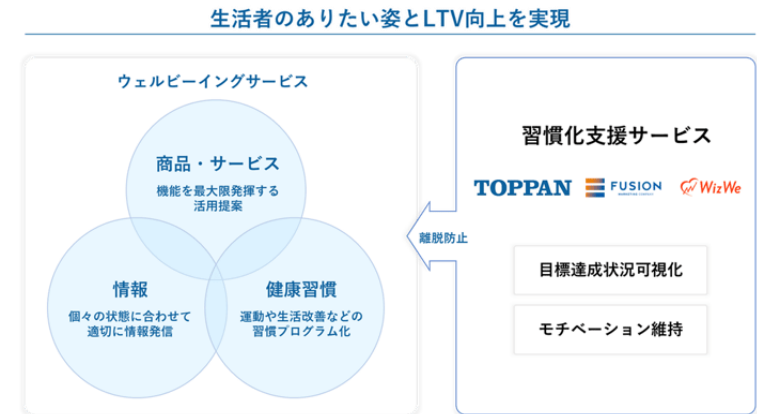 生活者のありたい姿とLTV向上を実現
ウェルビーイングサービス
商品・サービス
機能を最大限発揮する
活用提案
情報
個々の状態に合わせて
適切に情報発信
健康習慣
運動や生活改善などの
習慣プログラム化
離脱防止
習慣化支援サービス
TOPPAN FUSION WizWe
目標達成状況可視化
モチベーション維持